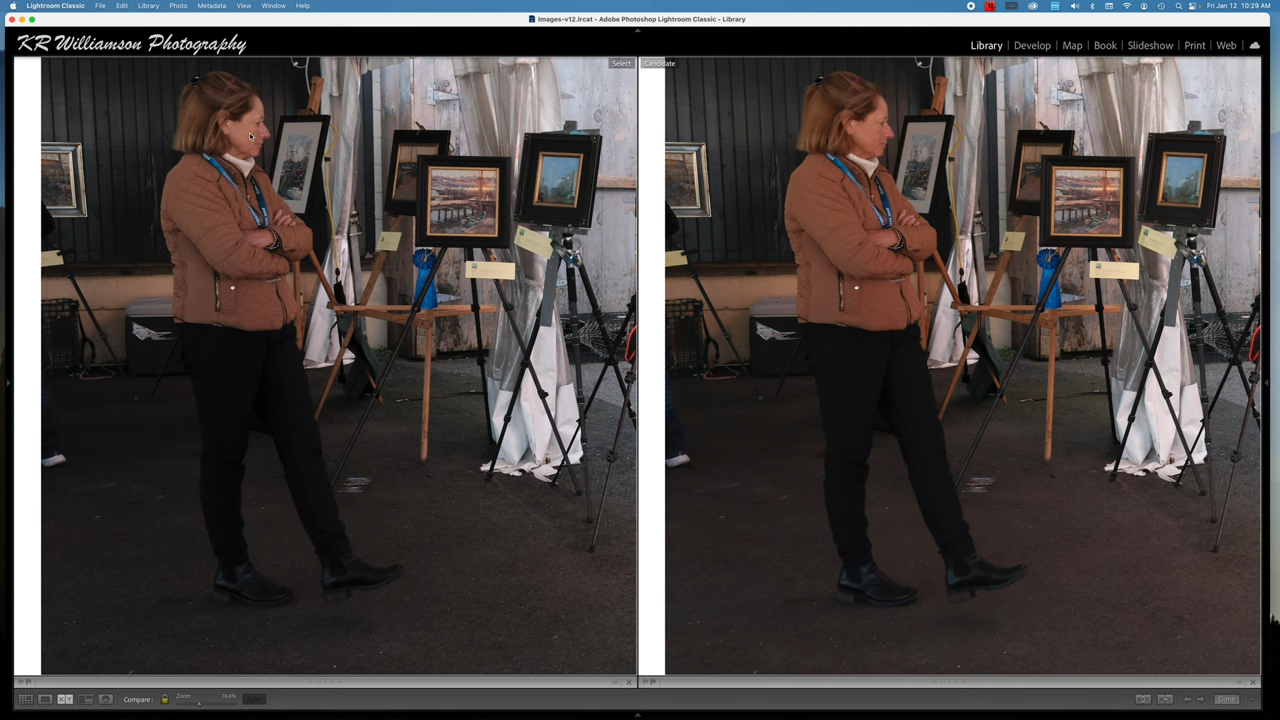 Lightroom Classic File Edit Library Photo Metadata View Window Help Fri Jan 12 10:29 AM
Images-v12.lrcat - Adobe Photoshop Lightroom Classic - Library
KR Williamson Photography
Library Develop Map Book Slideshow Print Web
Select
Candidate
Compare : Zoom 74.6% Done